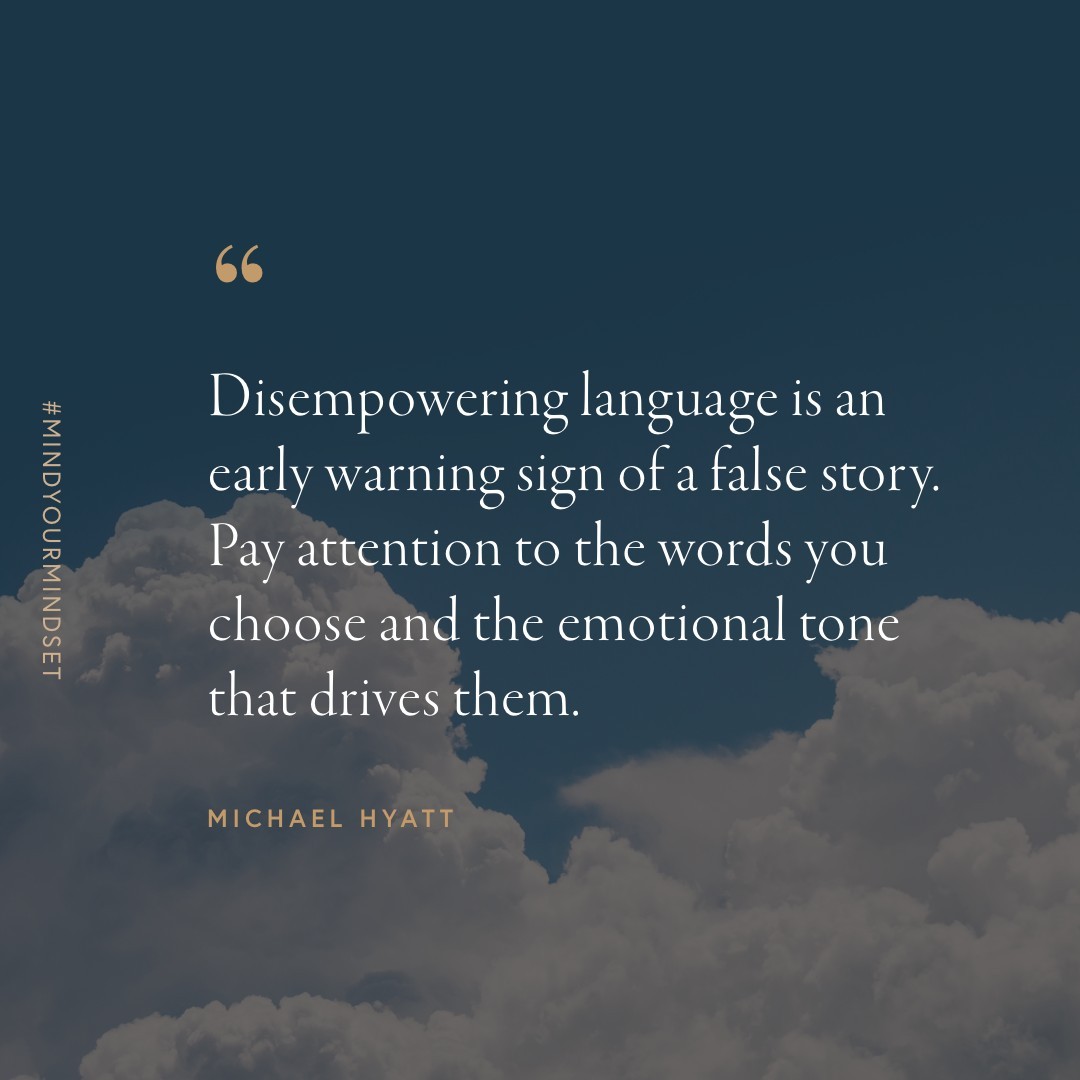 “
Disempowering language is an
early warning sign of a false story.
Pay attention to the words you
choose and the emotional tone
that drives them.
MICHAEL HYATT
#MINDYOURMINDSET